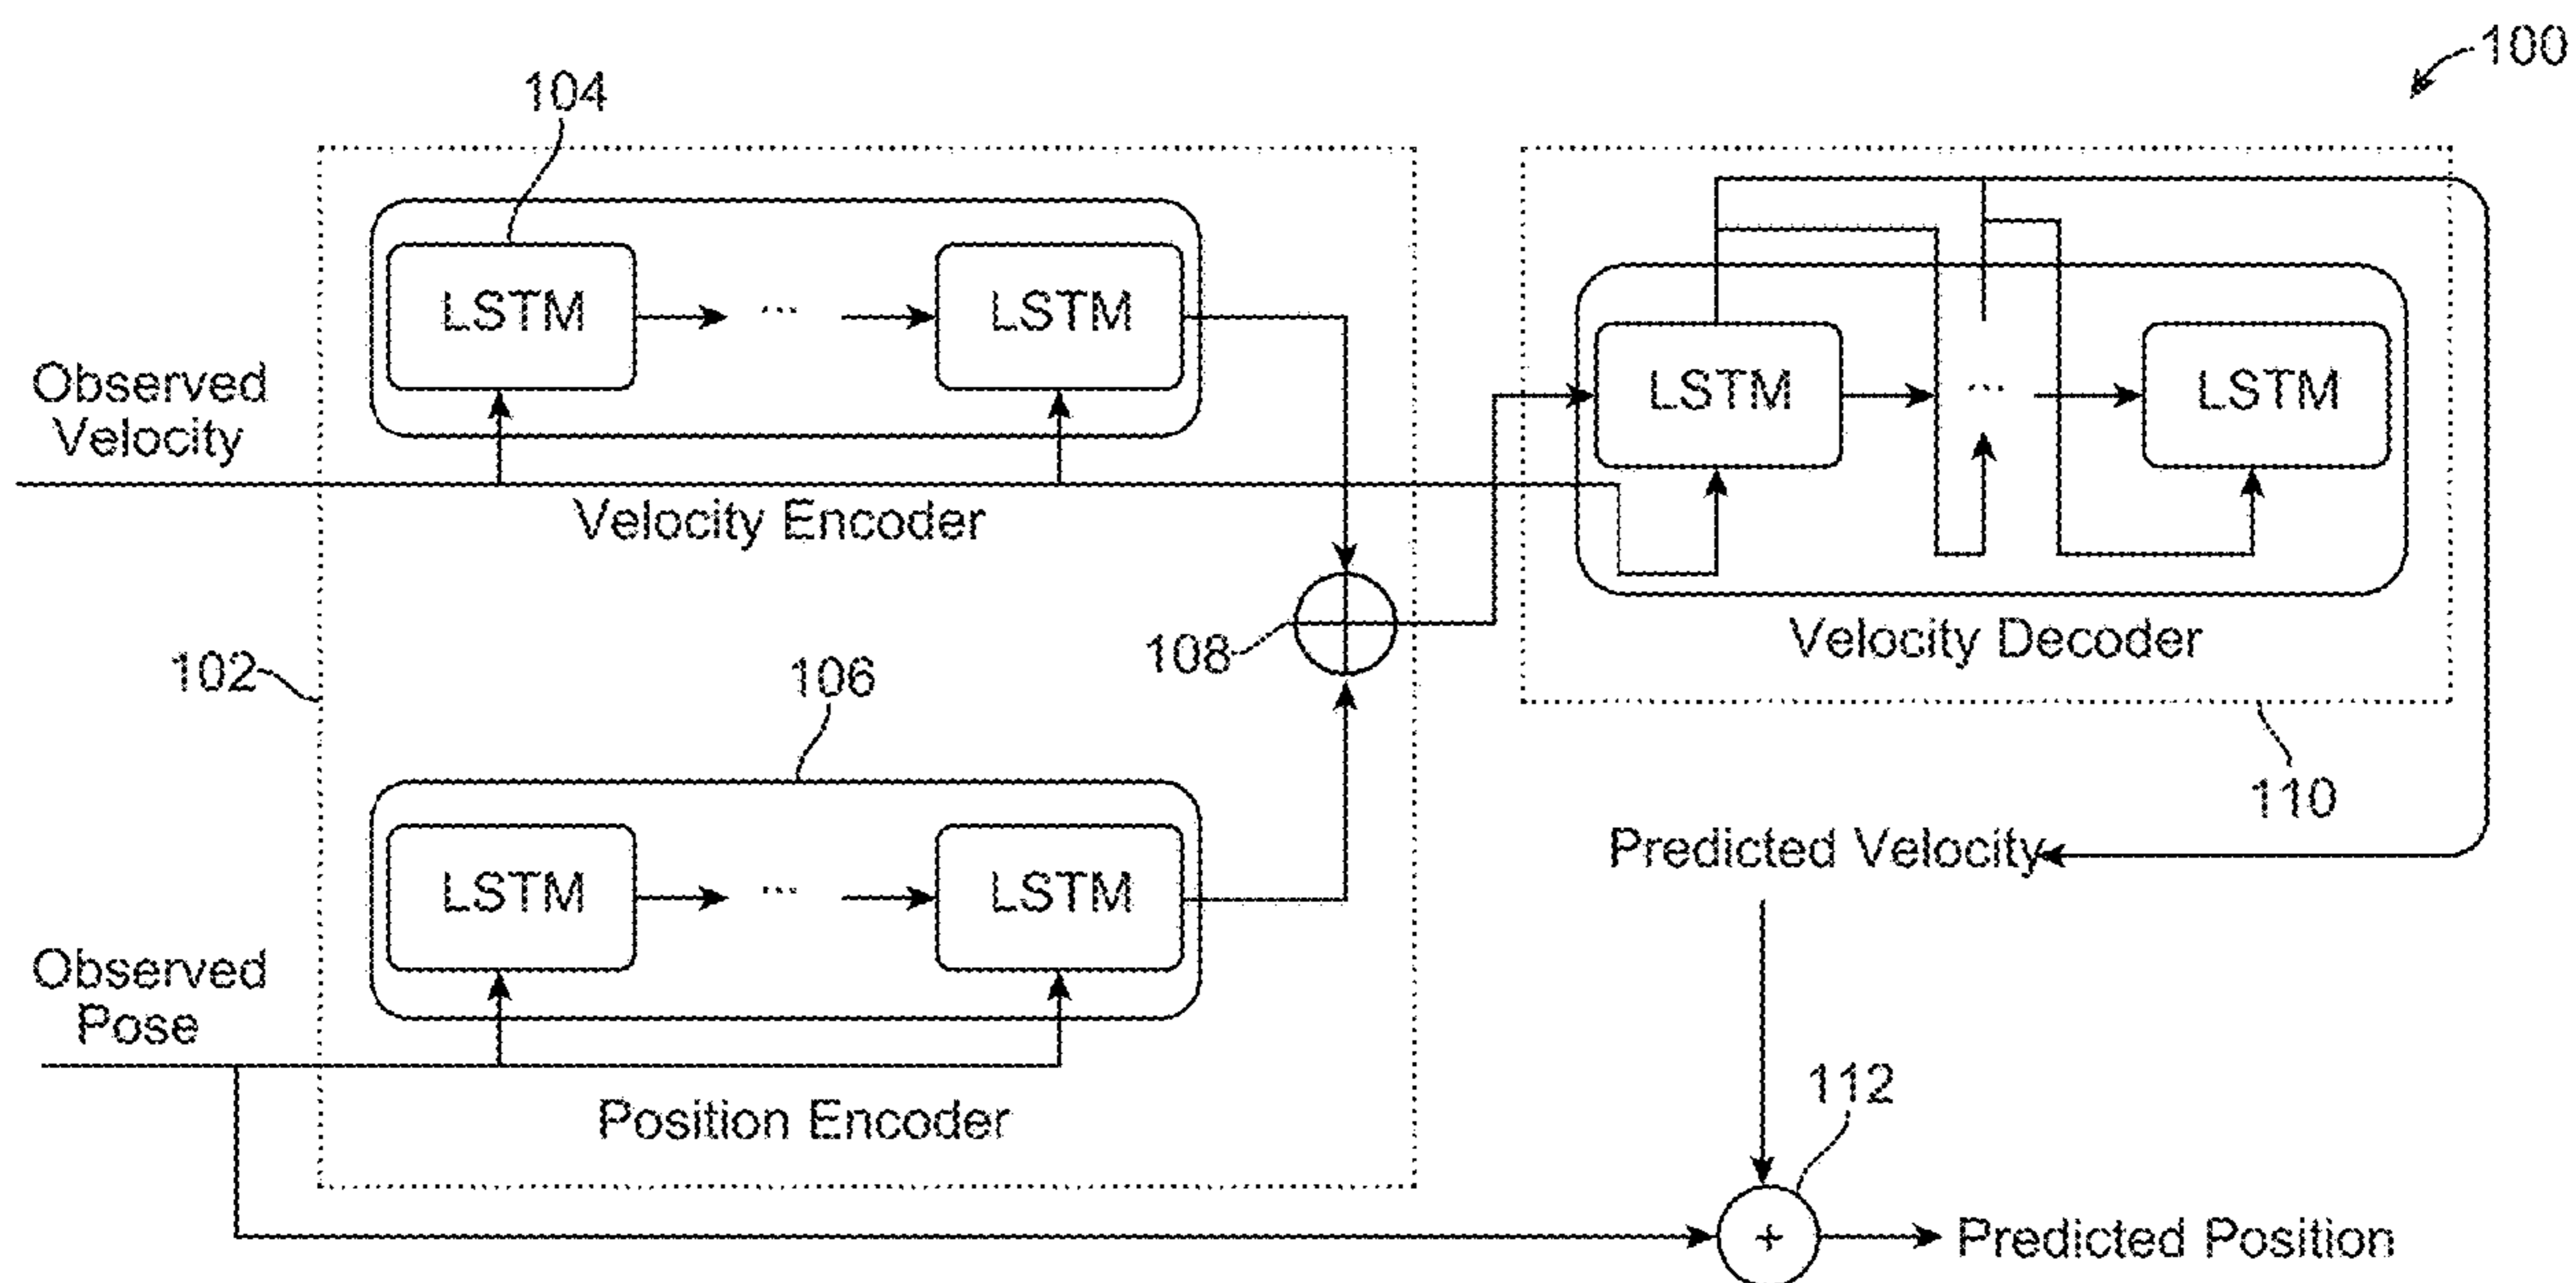 100
104
LSTM
...
LSTM
LSTM
...
LSTM
Observed
Velocity
Velocity Encoder
108
Velocity Decoder
102
106
110
Predicted Velocity
LSTM
...
LSTM
Observed
Pose
Position Encoder
112
+
Predicted Position